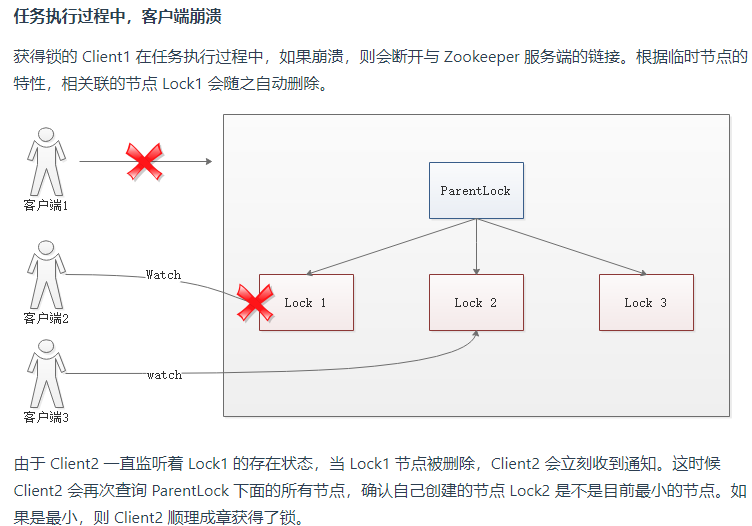 任务执行过程中，客户端崩溃
获得锁的 Client1 在任务执行过程中，如果崩溃，则会断开与 Zookeeper 服务端的链接。根据临时节点的
特性，相关联的节点 Lock1 会随之自动删除。
客户端1
ParentLock
Watch
Lock 1
Lock 2
Lock 3
客户端2
watch
客户端3
由于 Client2 一直监听着 Lock1 的存在状态，当 Lock1 节点被删除，Client2 会立刻收到通知。这时候
Client2 会再次查询 ParentLock 下面的所有节点，确认自己创建的节点 Lock2 是不是目前最小的节点。如
果是最小，则 Client2 顺理成章获得了锁。